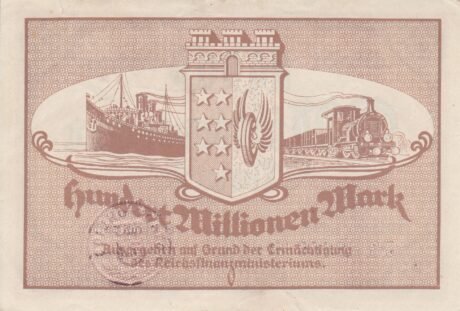 Hundert Millionen Mark
Ausgegeben auf Grund der Ermächtigung
des Reichsfinanzministeriums.